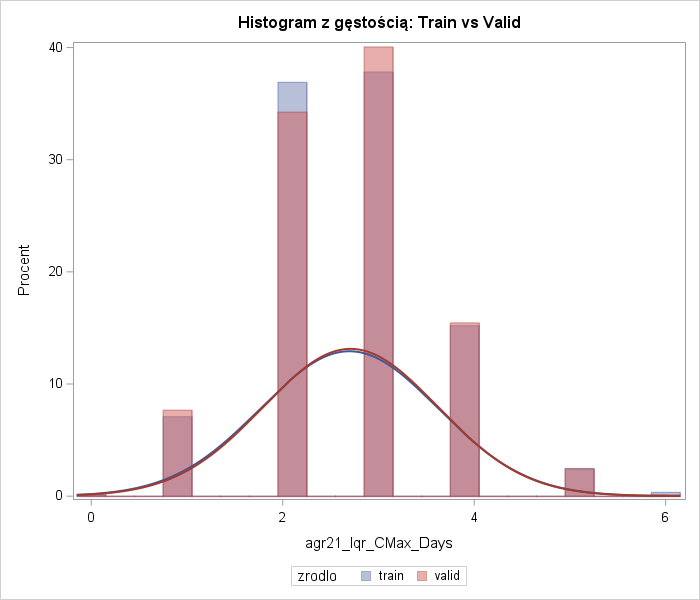 Histogram z gęstością: Train vs Valid
40
30
20
10
0
Procent
0 2 4 6
agr21_Iqr_CMax_Days
zrodlo train valid